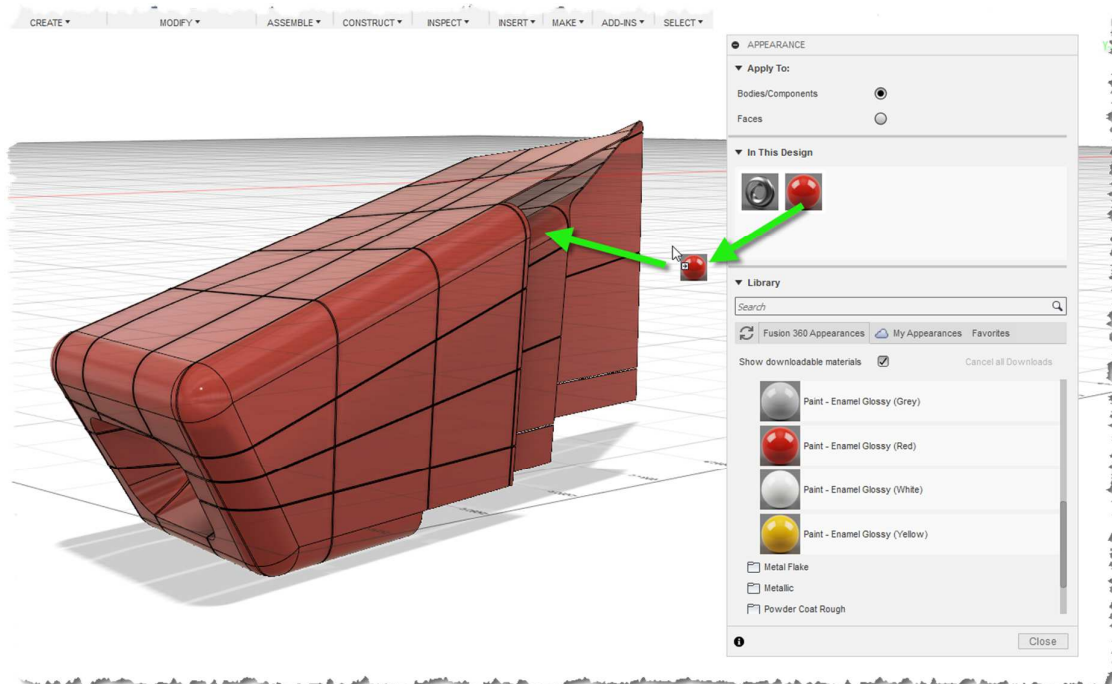 CREATE MODIFY ASSEMBLE CONSTRUCT INSPECT INSERT MAKE ADD-INS SELECT
APPEARANCE
Apply To:
Bodies/Components
Faces
In This Design
Library
Search
Fusion 360 Appearances My Appearances Favorites
Show downloadable materials Cancel all Downloads
Paint - Enamel Glossy (Grey)
Paint - Enamel Glossy (Red)
Paint - Enamel Glossy (White)
Paint - Enamel Glossy (Yellow)
Metal Flake
Metallic
Powder Coat Rough
Close